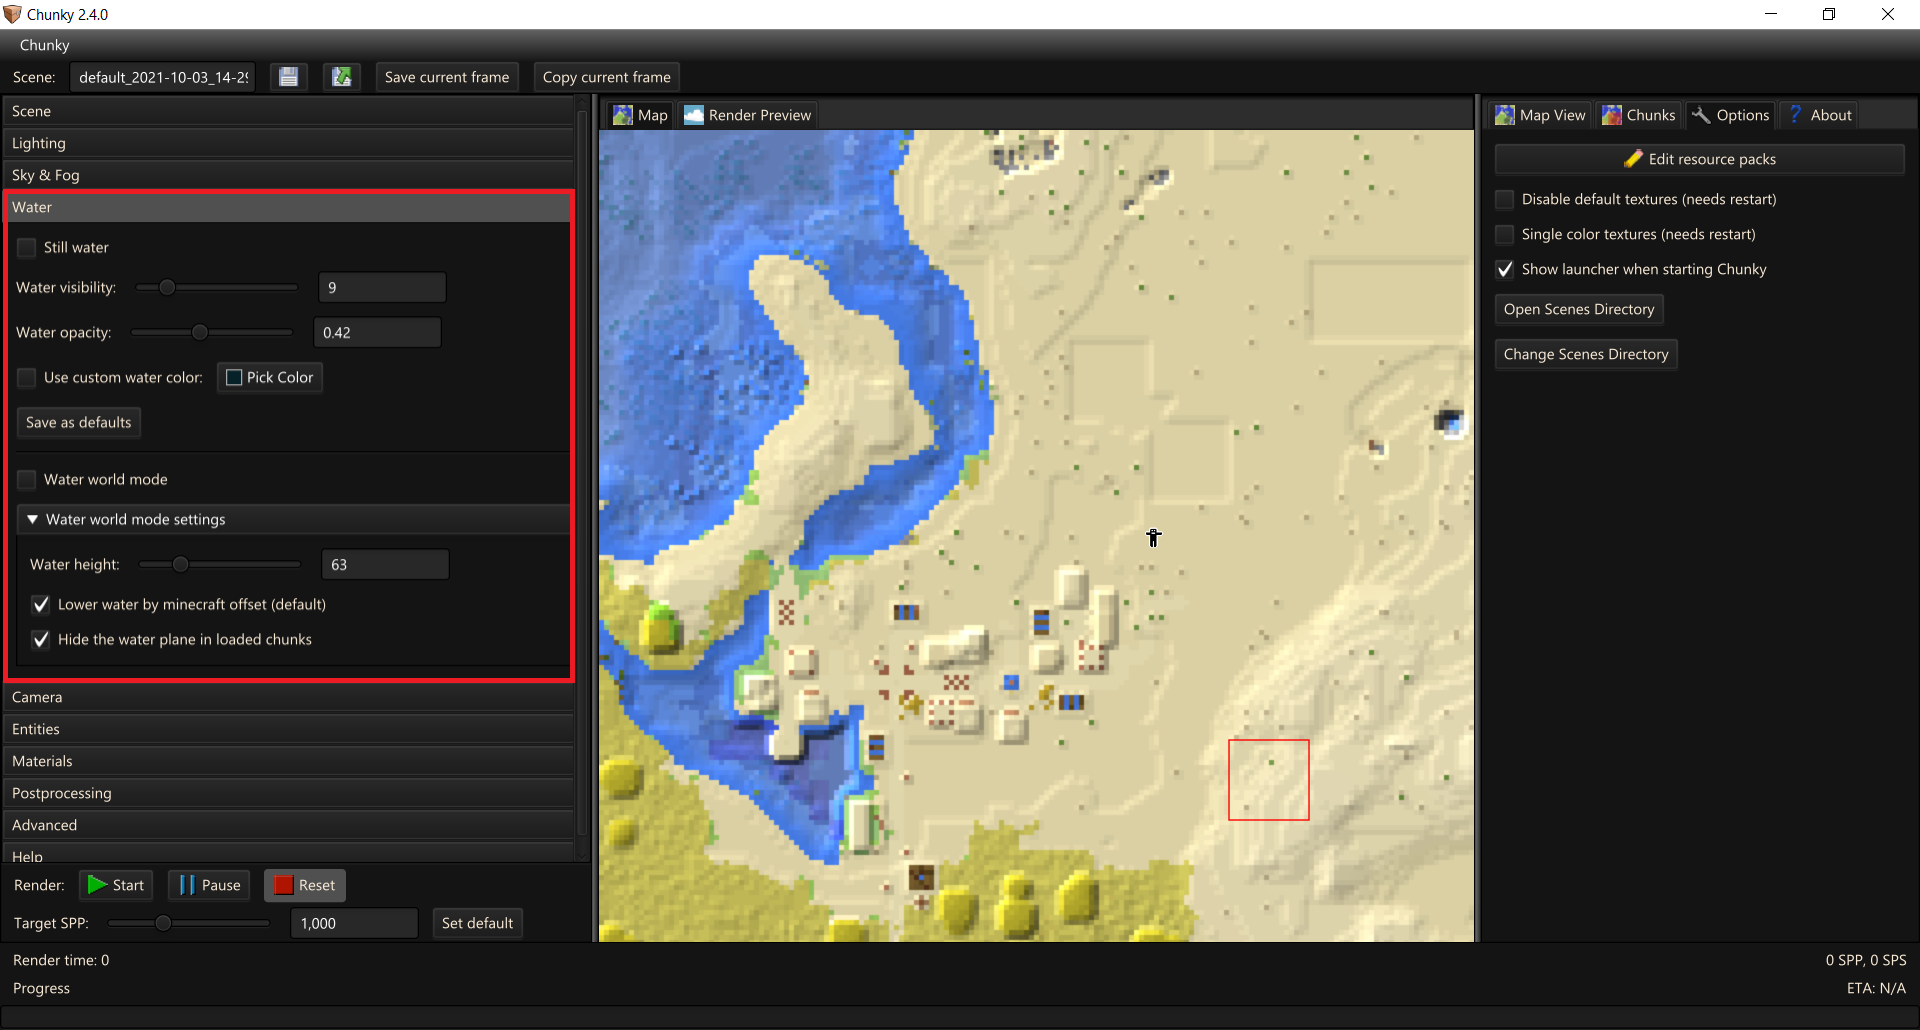 Chunky 2.4.0
Chunky
Scene: default_2021-10-03_14-29 Save current frame Copy current frame
Scene
Lighting
Sky & Fog
Water
Still water
Water visibility: 9
Water opacity: 0.42
Use custom water color: Pick Color
Save as defaults
Water world mode
Water world mode settings
Water height: 63
Lower water by minecraft offset (default)
Hide the water plane in loaded chunks
Camera
Entities
Materials
Postprocessing
Advanced
Help
Render: Start Pause Reset
Target SPP: 1,000 Set default
Map Render Preview
Map View Chunks Options ? About
Edit resource packs
Disable default textures (needs restart)
Single color textures (needs restart)
Show launcher when starting Chunky
Open Scenes Directory
Change Scenes Directory
Render time: 0
0 SPP, 0 SPS
Progress
ETA: N/A